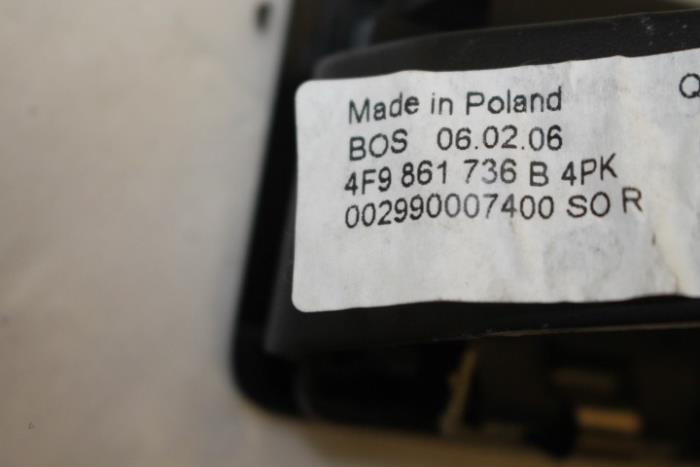 Made in Poland Q
BOS 06.02.06
4F9 861 736 B 4PK
002990007400 SO R